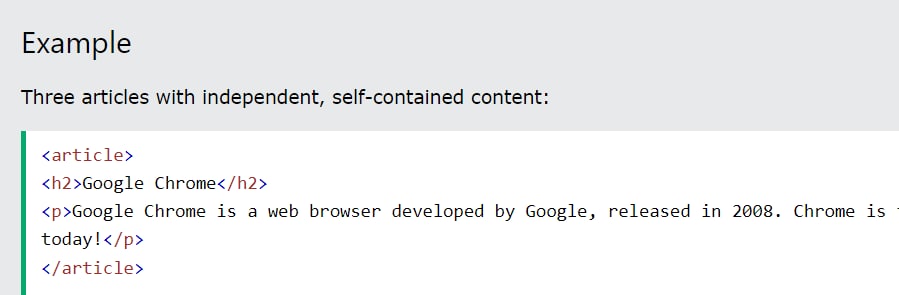 Example
Three articles with independent, self-contained content:
<article>
<h2>Google Chrome</h2>
<p>Google Chrome is a web browser developed by Google, released in 2008. Chrome is
today!</p>
</article>